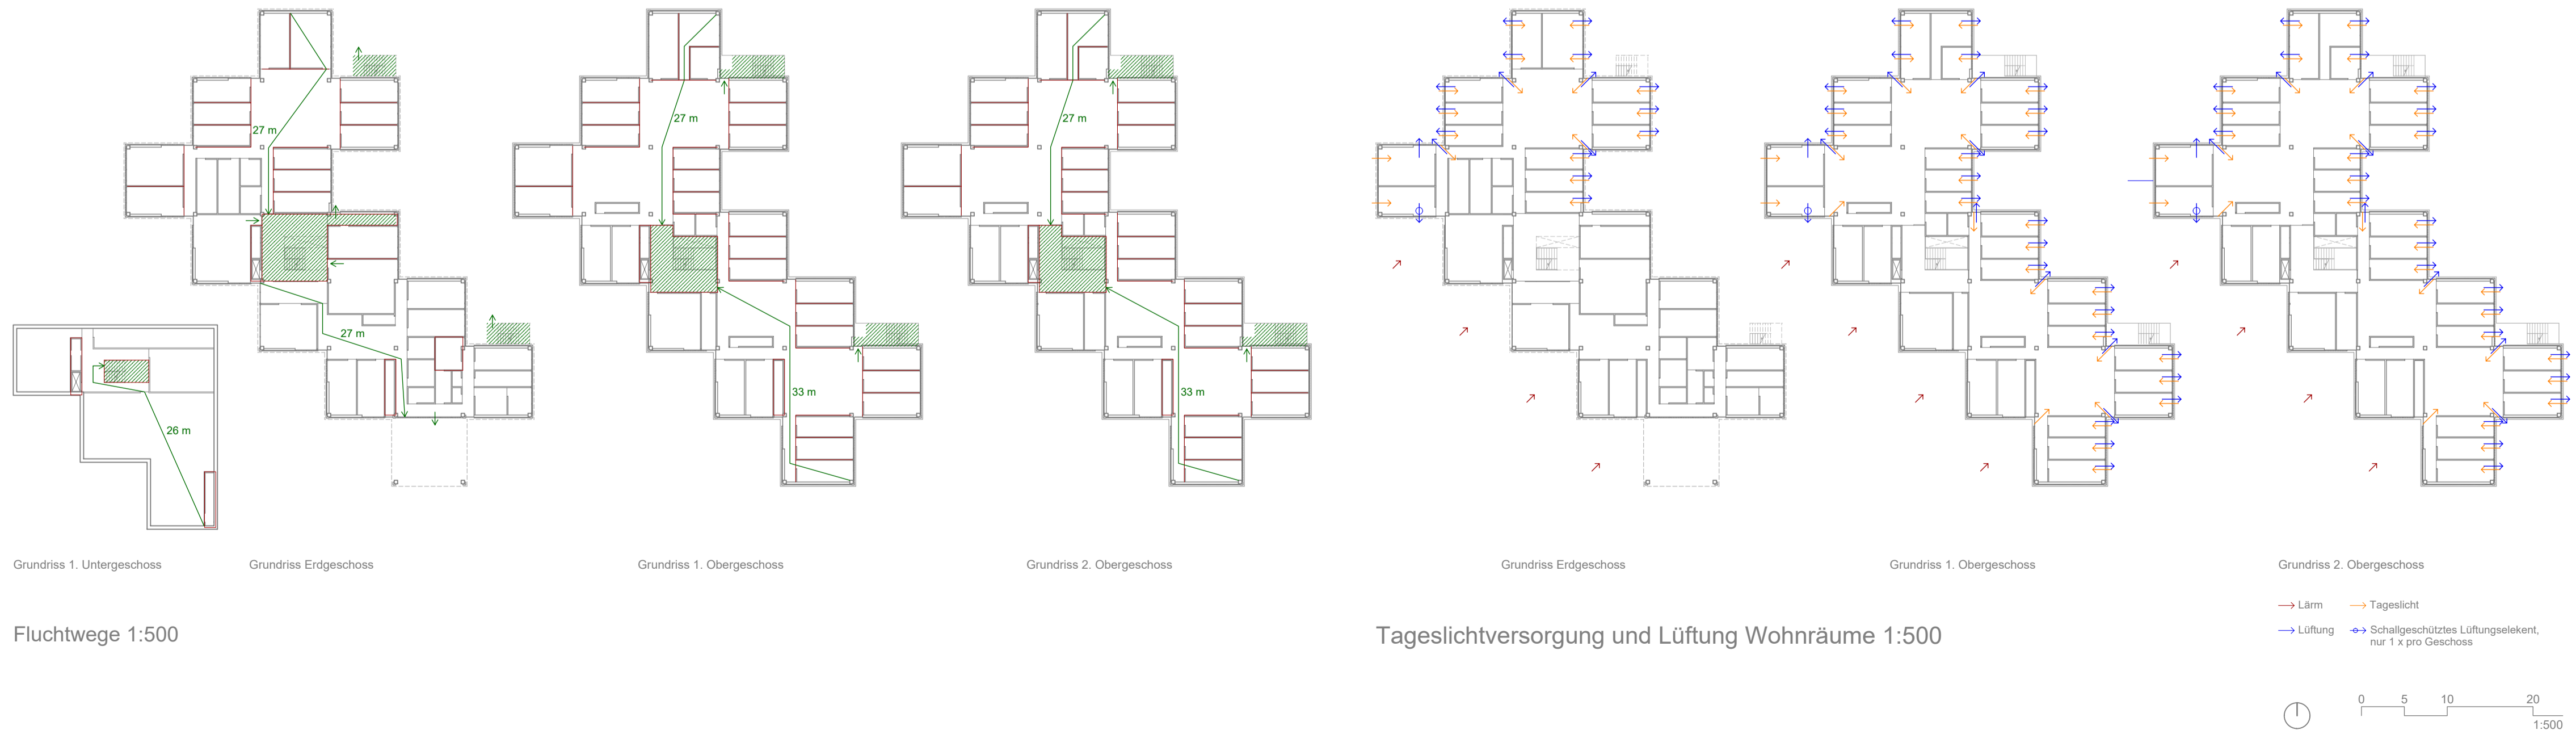 27 m
27 m
27 m
27 m
33 m
33 m
26 m
Grundriss 1. Untergeschoss
Grundriss Erdgeschoss
Grundriss 1. Obergeschoss
Grundriss 2. Obergeschoss
Grundriss Erdgeschoss
Grundriss 1. Obergeschoss
Grundriss 2. Obergeschoss
Fluchtwege 1:500
Tageslichtversorgung und Lüftung Wohnräume 1:500
Lärm
Tageslicht
Lüftung
Schallgeschütztes Lüftungselekent,
nur 1 x pro Geschoss
0 5 10 20
1:500